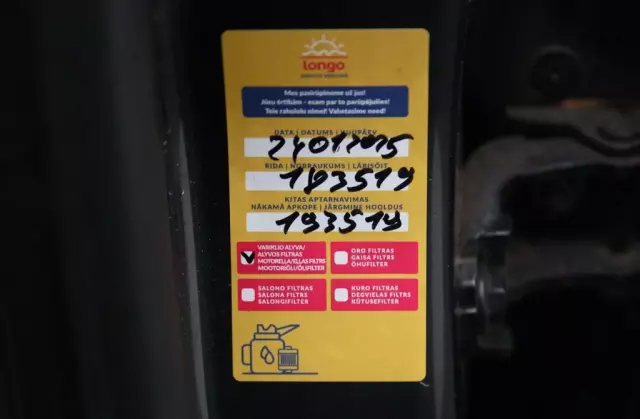 longo
Mes pasirūpinsime už jus!
Jūsu ērtībām - esam par to parūpējušies!
Teie rahulolu nimel! Vahetasime need!
DATA | DATUMS | KUUPÄEV
24012025
RIDA | NOBRAUKUMS | LÄBISÕIT
183519
KITAS APTARNAVIMAS
NĀKAMĀ APKOPE | JÄRGMINE HOOLDUS
193519
VARIKLIO ALYVA/
ALYVOS FILTRAS
MOTOREĻĻA/EĻĻAS FILTRS
MOOTORIÕLI/ÕLIFILTER
ORO FILTRAS
GAISA FILTRS
ÕHUFILTER
SALONO FILTRAS
SALONA FILTRS
SALONGIFILTER
KURO FILTRAS
DEGVIELAS FILTRS
KÜTUSEFILTER